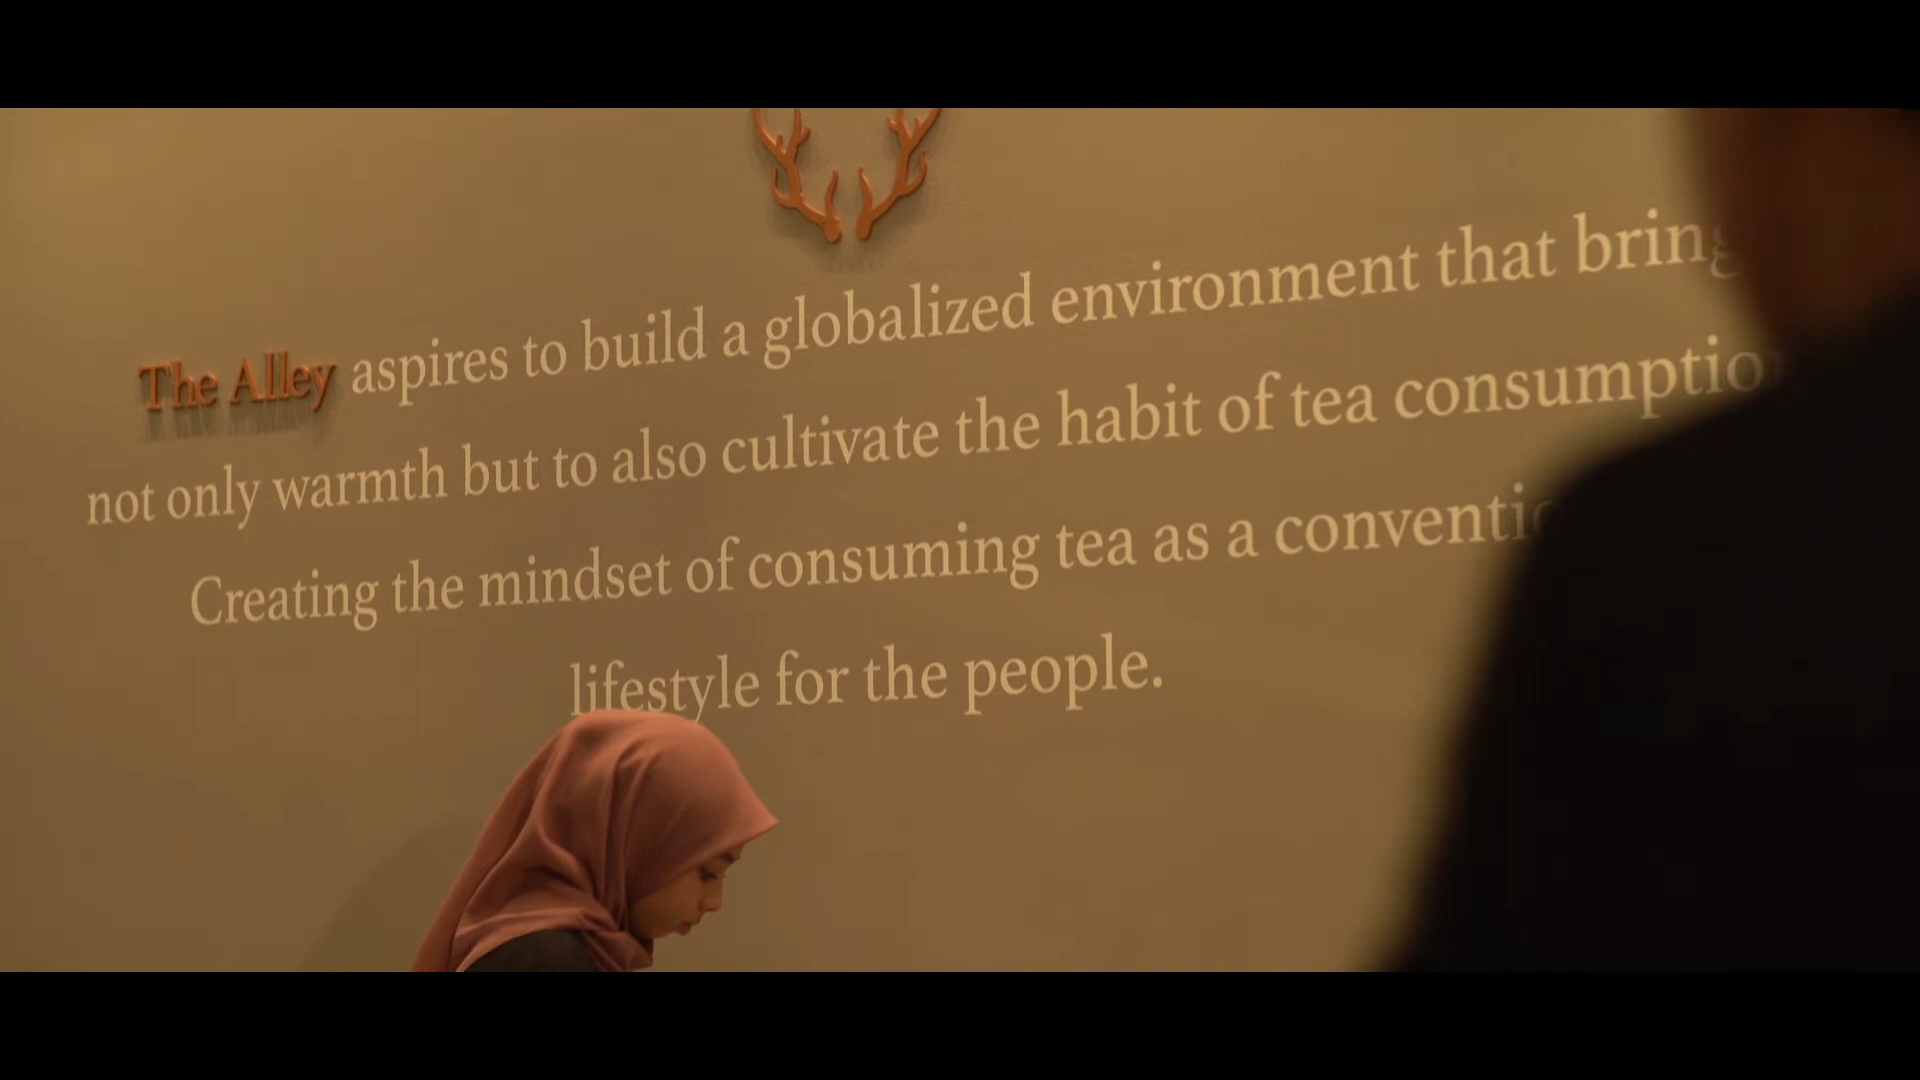 The Alley aspires to build a globalized environment that
not only warmth but to also cultivate the habit of tea
Creating the mindset of consuming tea as a
lifestyle for the people.